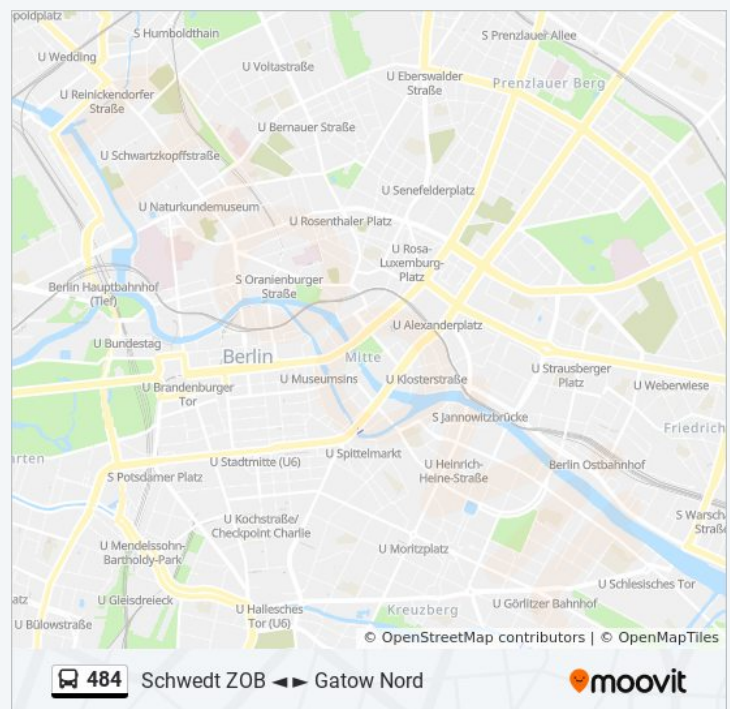 poldplatz
S Humboldthain
S Prenzlauer Allee
U Wedding
U Voltastraße
U Eberswalder
Straße
Prenzlauer Berg
U Reinickendorfer
Straße
U Bernauer Straße
U Schwartzkopffstraße
U Senefelderplatz
U Naturkundemuseum
U Rosenthaler Platz
U Rosa-
Luxemburg-
Platz
S Oranienburger
Straße
Berlin Hauptbahnhof
(Tief)
U Alexanderplatz
U Bundestag
Berlin
Mitte
U Strausberger
Platz
U Museumsins
U Klosterstraße
U Weberwiese
U Brandenburger
Tor
S Jannowitzbrücke
Friedrich
arten
U Spittelmarkt
U Stadtmitte (U6)
U Heinrich-
Heine-Straße
Berlin Ostbahnhof
S Potsdamer Platz
S Warsch
Straße
U Kochstraße/
Checkpoint Charlie
U Mendelssohn-
Bartholdy-Park
U Moritzplatz
U Schlesisches Tor
atz
U Gleisdreieck
U Hallesches
Tor (U6)
Kreuzberg
U Görlitzer Bahnhof
U Bülowstraße
© OpenStreetMap contributors | © OpenMapTiles
484 Schwedt ZOB ◄ ► Gatow Nord
moovit